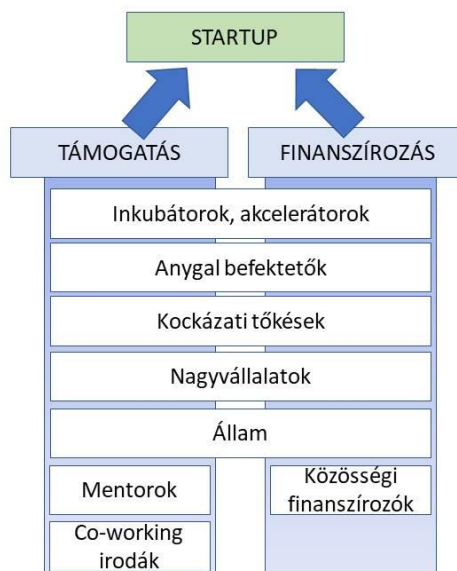 STARTUP
TÁMOGATÁS
FINANSZÍROZÁS
Inkubátorok, akcelerátorok
Anygal befektetők
Kockázati tőkések
Nagyvállalatok
Állam
Mentorok
Közösségi
finanszírozók
Co-working
irodák